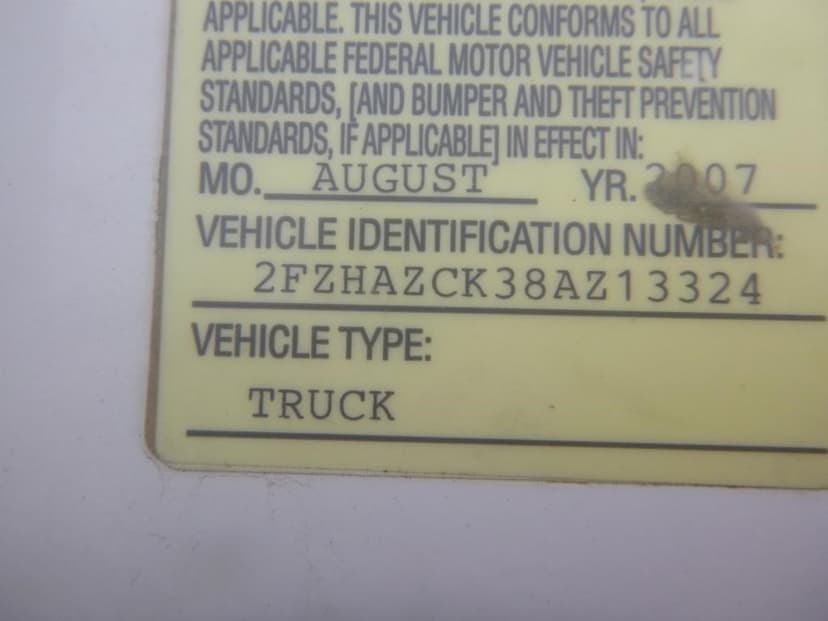 APPLICABLE. THIS VEHICLE CONFORMS TO ALL
APPLICABLE FEDERAL MOTOR VEHICLE SAFETY
STANDARDS, [AND BUMPER AND THEFT PREVENTION
STANDARDS, IF APPLICABLE] IN EFFECT IN:
MO. AUGUST YR. 2007
VEHICLE IDENTIFICATION NUMBER:
2FZHAZCK38AZ13324
VEHICLE TYPE:
TRUCK